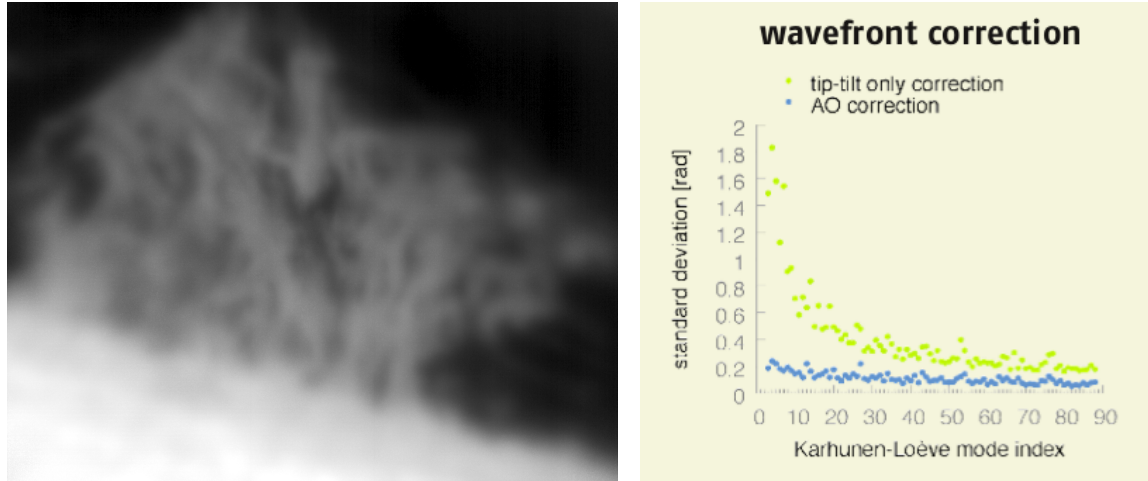 wavefront correction
tip-tilt only correction
AO correction
standard deviation [rad]
2
1.8
1.6
1.4
1.2
1
0.8
0.6
0.4
0.2
0
0 10 20 30 40 50 60 70 80 90
Karhunen-Loève mode index